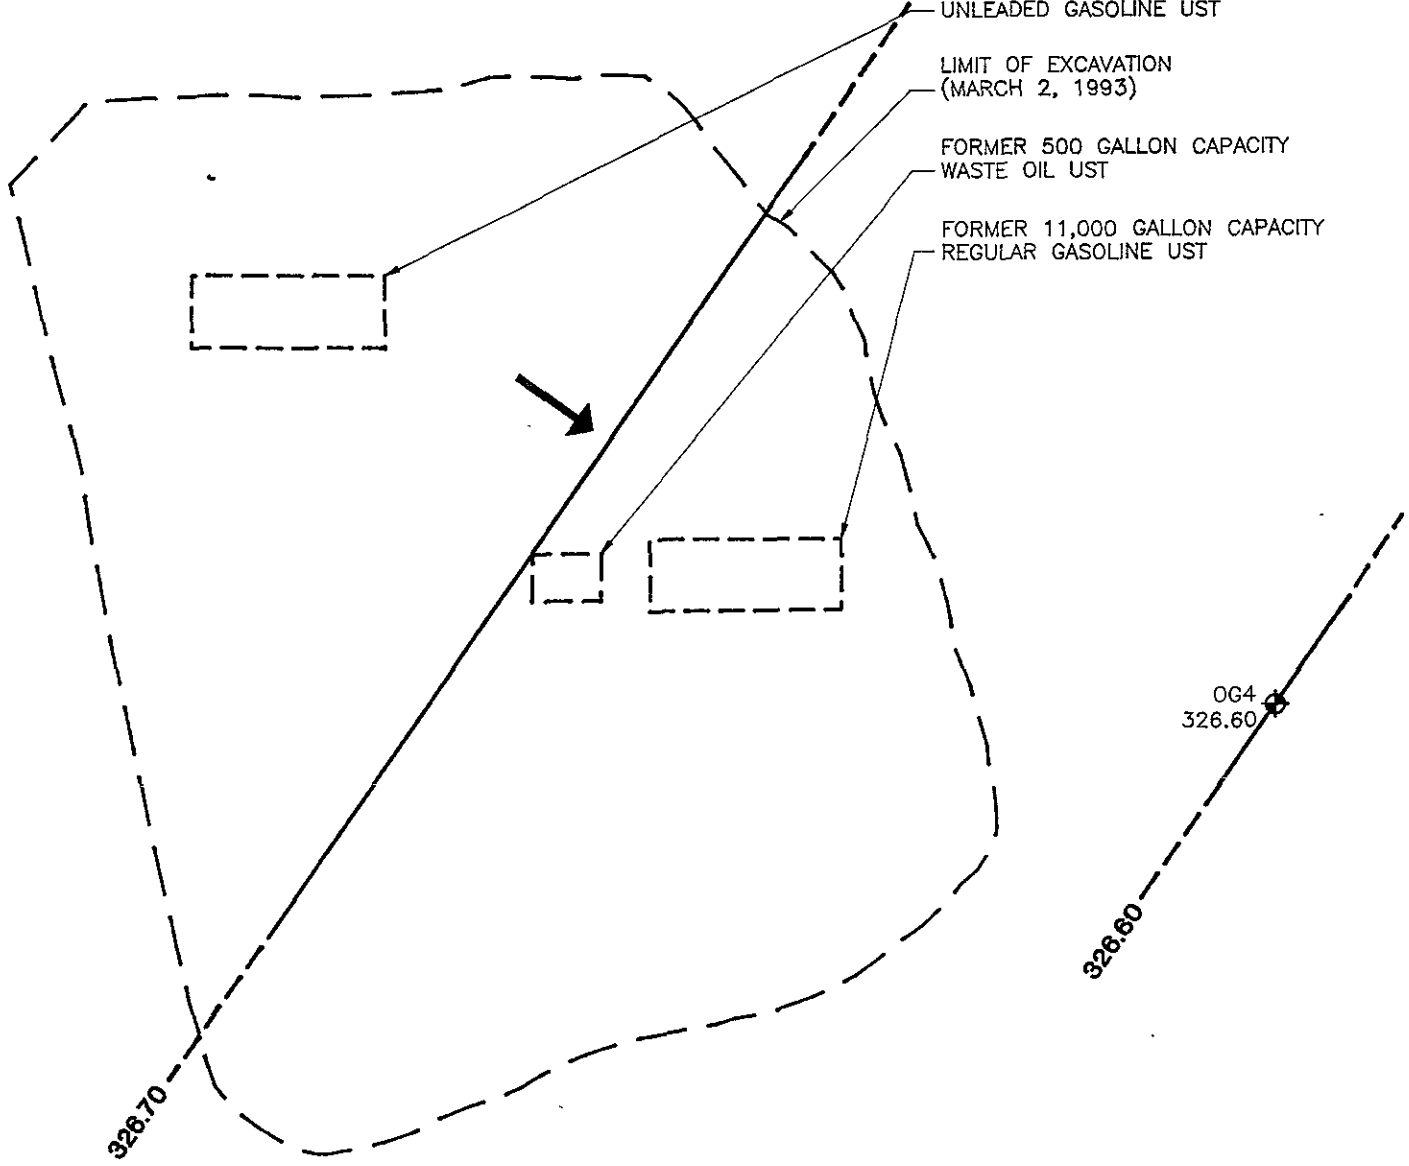 UNLEADED GASOLINE UST
LIMIT OF EXCAVATION
(MARCH 2, 1993)
FORMER 500 GALLON CAPACITY
WASTE OIL UST
FORMER 11,000 GALLON CAPACITY
REGULAR GASOLINE UST
OG4
326.60
326.60
326.70